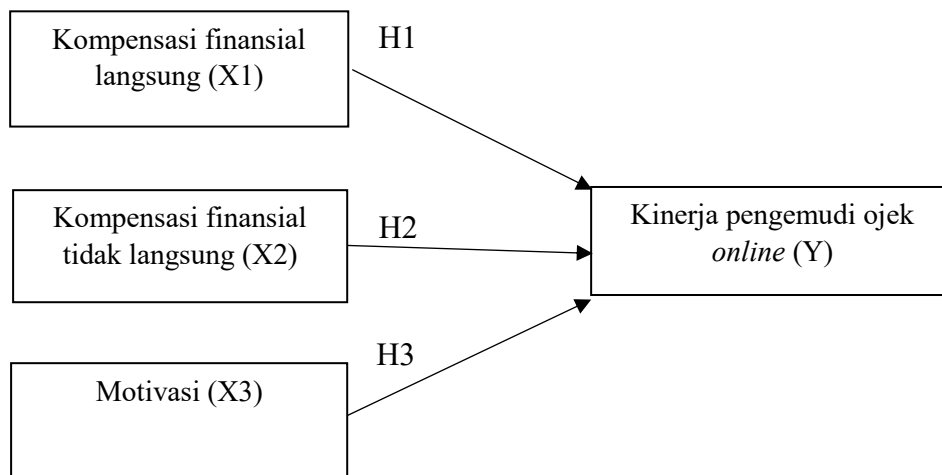 Kompensasi finansial
langsung (X1)
H1
Kompensasi finansial
tidak langsung (X2)
H2
Kinerja pengemudi ojek
online (Y)
H3
Motivasi (X3)